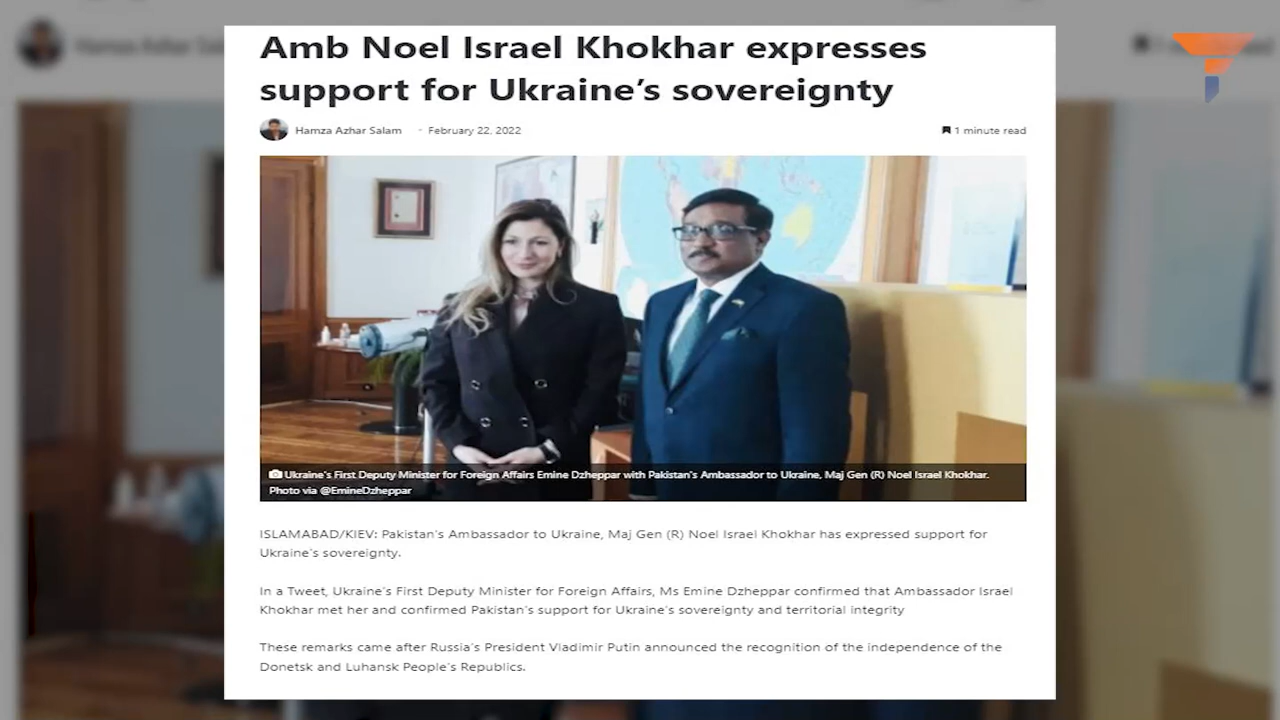 Amb Noel Israel Khokhar expresses
support for Ukraine's sovereignty
Hamza Azhar Salam - February 22, 2022
1 minute read
Ukraine's First Deputy Minister for Foreign Affairs Emine Dzheppar with Pakistan's Ambassador to Ukraine, Maj Gen (R) Noel Israel Khokhar.
Photo via @EmineDzheppar
ISLAMABAD/KIEV: Pakistan's Ambassador to Ukraine, Maj Gen (R) Noel Israel Khokhar has expressed support for
Ukraine's sovereignty.
In a Tweet, Ukraine's First Deputy Minister for Foreign Affairs, Ms Emine Dzheppar confirmed that Ambassador Israel
Khokhar met her and confirmed Pakistan's support for Ukraine's sovereignty and territorial integrity
These remarks came after Russia's President Vladimir Putin announced the recognition of the independence of the
Donetsk and Luhansk People's Republics.